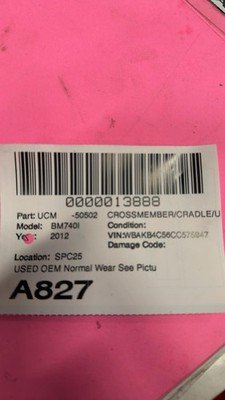 0000013888
Part: UCM -50502 CROSSMEMBER/CRADLE/U
Model: BM740I Condition:
2012 VIN:WBAKB4C56CC575947
Damage Code:
Location: SPC25
USED OEM Normal Wear See Pictu
A827